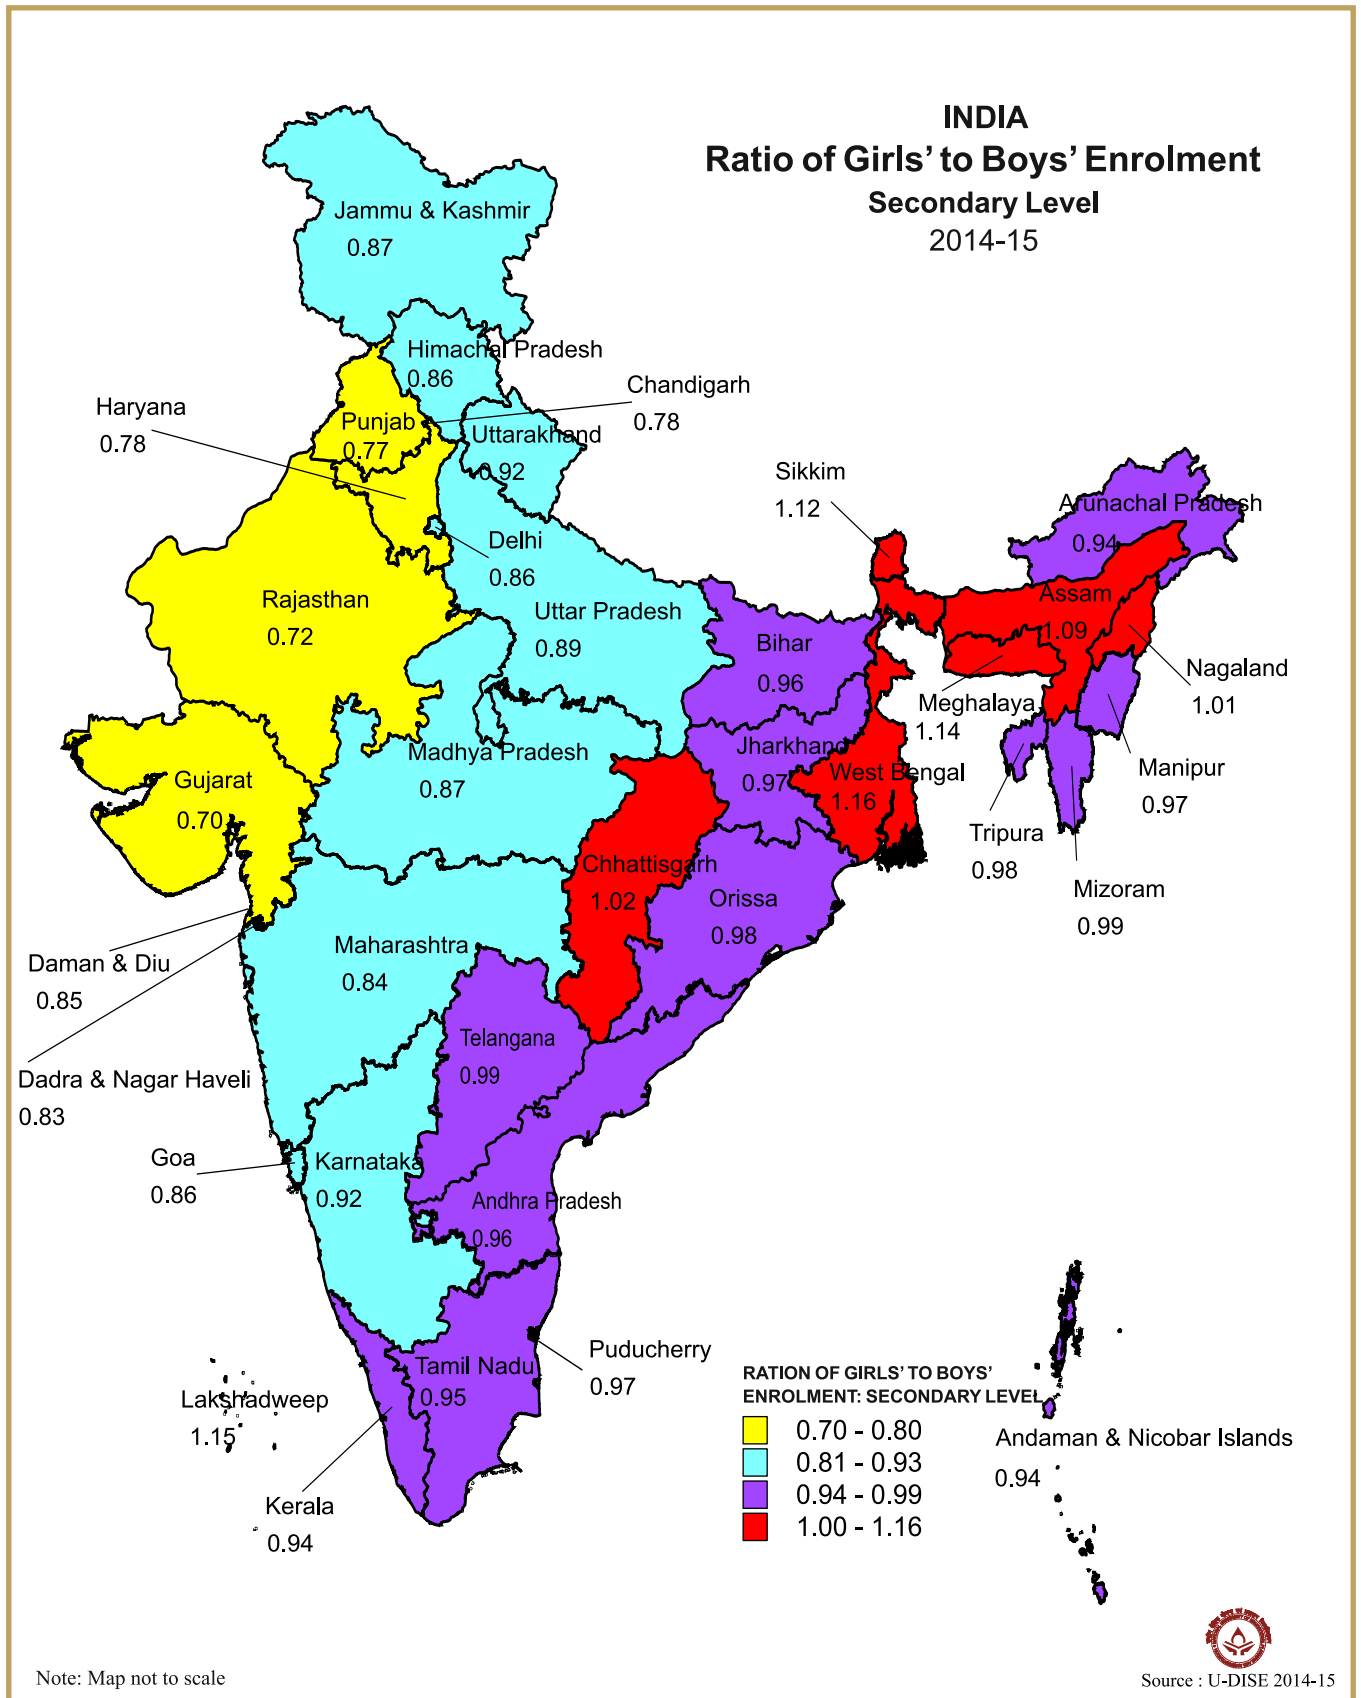 INDIA
Ratio of Girls’ to Boys’ Enrolment
Secondary Level
2014-15
Jammu & Kashmir
0.87
Himachal Pradesh
0.86
Chandigarh
0.78
Haryana
0.78
Punjab
0.77
Uttarakhand
0.92
Sikkim
1.12
Arunachal Pradesh
0.94
Delhi
0.86
Rajasthan
0.72
Uttar Pradesh
0.89
Assam
1.09
Bihar
0.96
Nagaland
1.01
Meghalaya
1.14
Madhya Pradesh
0.87
Jharkhand
0.97
West Bengal
1.16
Manipur
0.97
Gujarat
0.70
Tripura
0.98
Chhattisgarh
1.02
Mizoram
0.99
Orissa
0.98
Maharashtra
0.84
Daman & Diu
0.85
Telangana
0.99
Dadra & Nagar Haveli
0.83
Goa
0.86
Karnataka
0.92
Andhra Pradesh
0.96
Puducherry
0.97
Tamil Nadu
0.95
Lakshadweep
1.15
Kerala
0.94
RATION OF GIRLS’ TO BOYS’
ENROLMENT: SECONDARY LEVEL
0.70 - 0.80
0.81 - 0.93
0.94 - 0.99
1.00 - 1.16
Andaman & Nicobar Islands
0.94
Note: Map not to scale
Source : U-DISE 2014-15